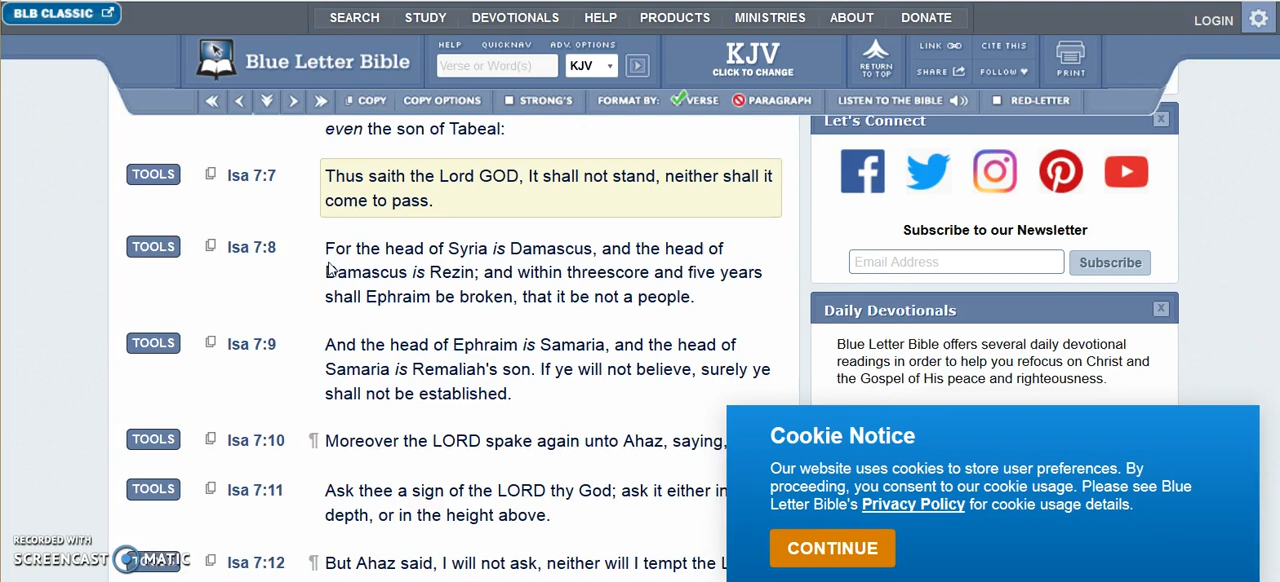 BLB CLASSIC
SEARCH STUDY DEVOTIONALS HELP PRODUCTS MINISTRIES ABOUT DONATE
LOGIN
Blue Letter Bible
HELP QUICKNAV ADV. OPTIONS
Verse or Word(s) KJV
KJV
CLICK TO CHANGE
RETURN
TO TOP
LINK CITE THIS
SHARE FOLLOW
PRINT
COPY COPY OPTIONS STRONG'S FORMAT BY: VERSE PARAGRAPH LISTEN TO THE BIBLE RED-LETTER
even the son of Tabeal:
TOOLS Isa 7:7 Thus saith the Lord GOD, It shall not stand, neither shall it
come to pass.
TOOLS Isa 7:8 For the head of Syria is Damascus, and the head of
Damascus is Rezin; and within threescore and five years
shall Ephraim be broken, that it be not a people.
TOOLS Isa 7:9 And the head of Ephraim is Samaria, and the head of
Samaria is Remaliah's son. If ye will not believe, surely ye
shall not be established.
TOOLS Isa 7:10 ¶ Moreover the LORD spake again unto Ahaz, saying,
TOOLS Isa 7:11 Ask thee a sign of the LORD thy God; ask it either in
depth, or in the height above.
Isa 7:12 ¶ But Ahaz said, I will not ask, neither will I tempt the
Let's Connect
Subscribe to our Newsletter
Email Address Subscribe
Daily Devotionals
Blue Letter Bible offers several daily devotional
readings in order to help you refocus on Christ and
the Gospel of His peace and righteousness.
Cookie Notice
Our website uses cookies to store user preferences. By
proceeding, you consent to our cookie usage. Please see Blue
Letter Bible's Privacy Policy for cookie usage details.
CONTINUE
RECORDED WITH
SCREENCAST MATIC